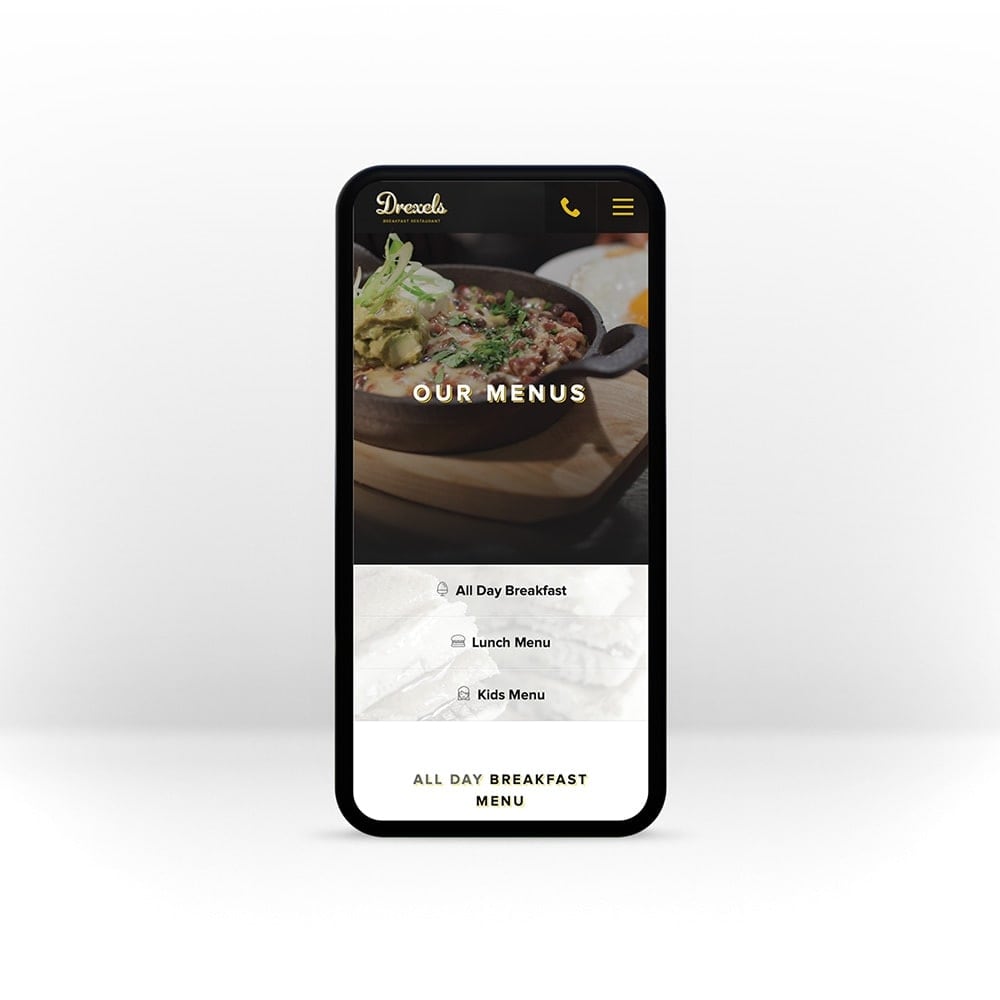 Drexels
BREAKFAST RESTAURANT
OUR MENUS
All Day Breakfast
Lunch Menu
Kids Menu
ALL DAY BREAKFAST
MENU